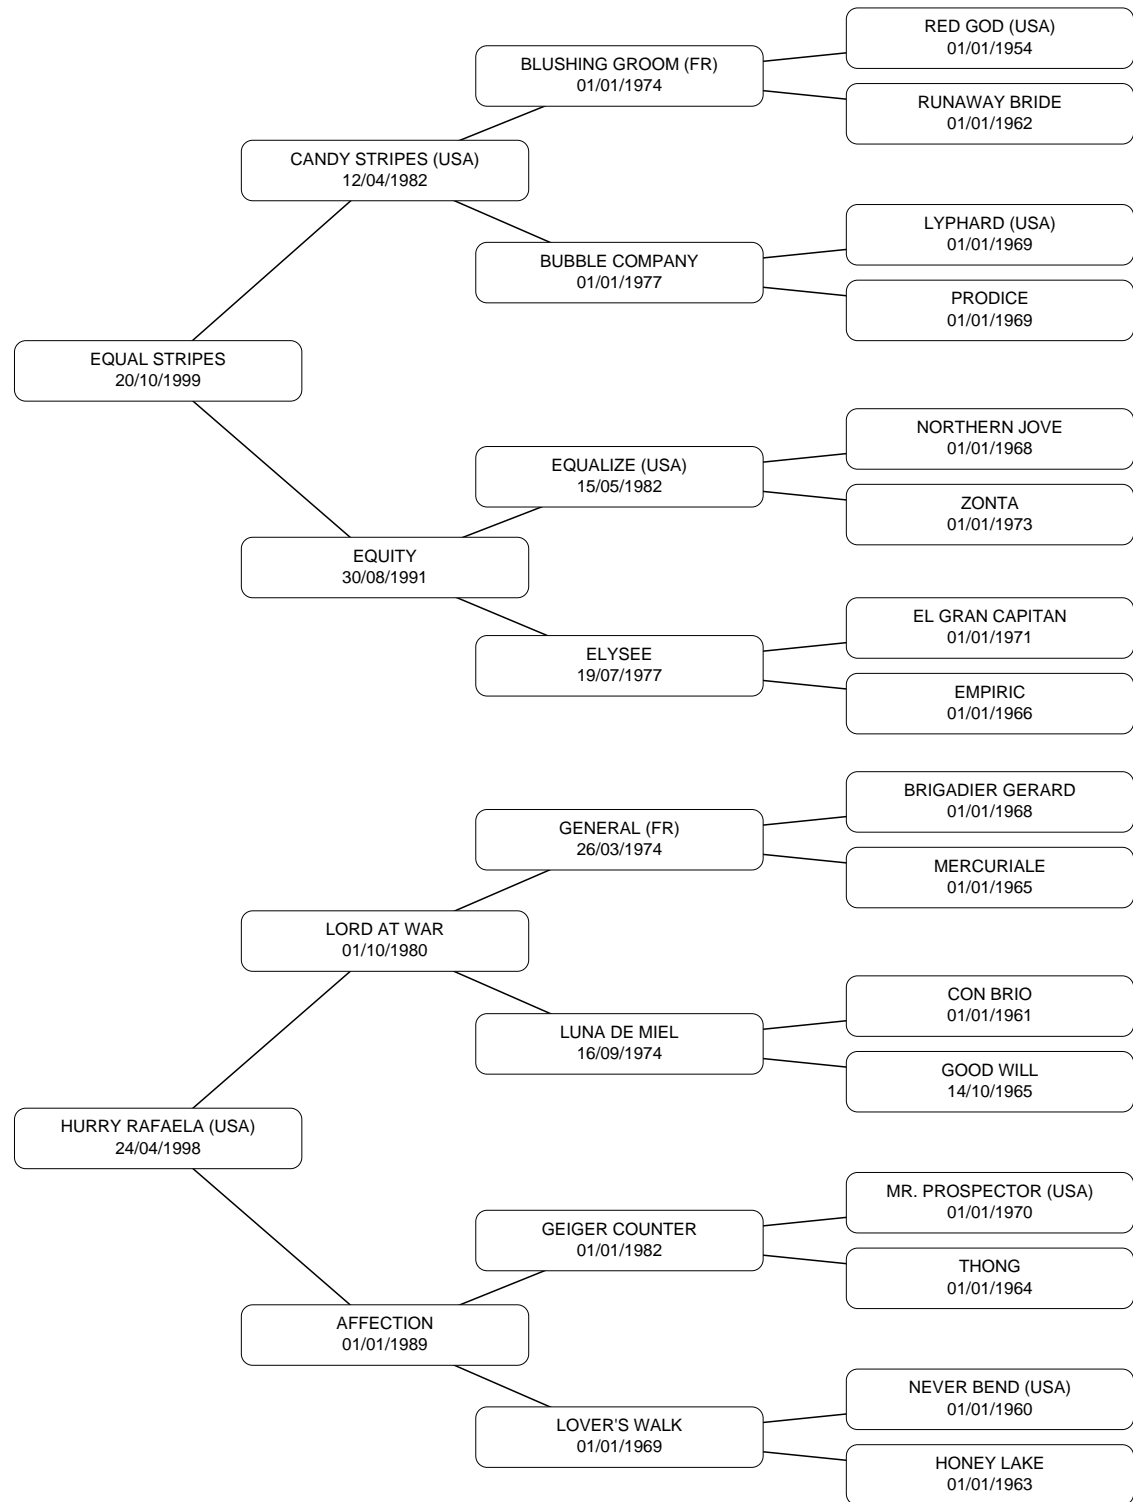 RED GOD (USA)
01/01/1954
BLUSHING GROOM (FR)
01/01/1974
RUNAWAY BRIDE
01/01/1962
CANDY STRIPES (USA)
12/04/1982
LYPHARD (USA)
01/01/1969
BUBBLE COMPANY
01/01/1977
PRODICE
01/01/1969
EQUAL STRIPES
20/10/1999
NORTHERN JOVE
01/01/1968
EQUALIZE (USA)
15/05/1982
ZONTA
01/01/1973
EQUITY
30/08/1991
EL GRAN CAPITAN
01/01/1971
ELYSEE
19/07/1977
EMPIRIC
01/01/1966
BRIGADIER GERARD
01/01/1968
GENERAL (FR)
26/03/1974
MERCURIALE
01/01/1965
LORD AT WAR
01/10/1980
CON BRIO
01/01/1961
LUNA DE MIEL
16/09/1974
GOOD WILL
14/10/1965
HURRY RAFAELA (USA)
24/04/1998
MR. PROSPECTOR (USA)
01/01/1970
GEIGER COUNTER
01/01/1982
THONG
01/01/1964
AFFECTION
01/01/1989
NEVER BEND (USA)
01/01/1960
LOVER'S WALK
01/01/1969
HONEY LAKE
01/01/1963